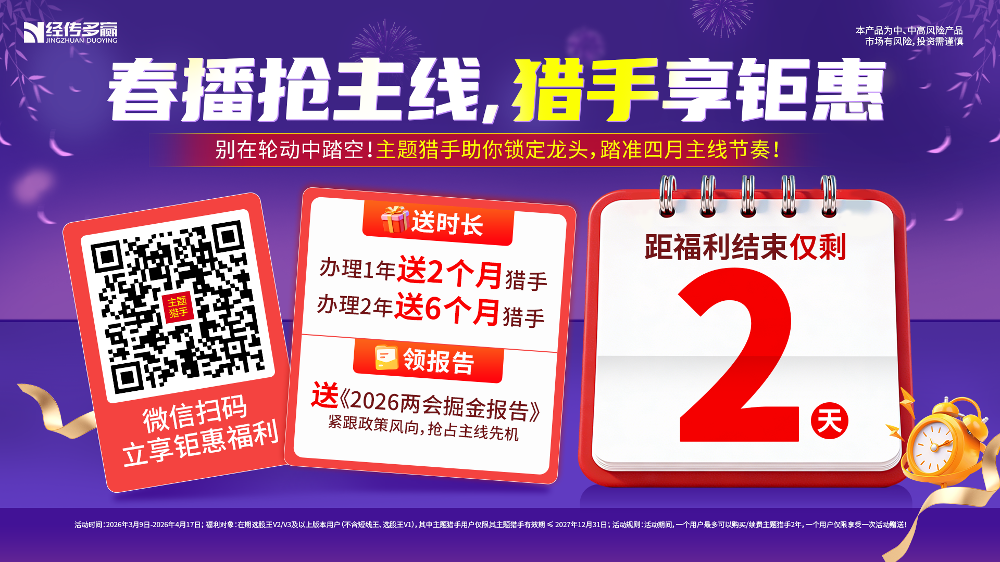 经传多赢
JINGZHUAN DUOYING
本产品为中、中高风险产品
市场有风险,投资需谨慎
春播抢主线,猎手享钜惠
别在轮动中踏空!主题猎手助你锁定龙头,踏准四月主线节奏!
主题
猎手
微信扫码
立享钜惠福利
送时长
办理1年送2个月猎手
办理2年送6个月猎手
领报告
送《2026两会掘金报告》
紧跟政策风向,抢占主线先机
距福利结束仅剩
2天
活动时间:2026年3月9日-2026年4月17日;福利对象:在期选股王V2/V3及以上版本用户(不含短线王、选股王V1),其中主题猎手用户仅限其主题猎手有效期 ≤ 2027年12月31日;活动规则:活动期间,一个用户最多可以购买/续费主题猎手2年,一个用户仅限享受一次活动赠送!